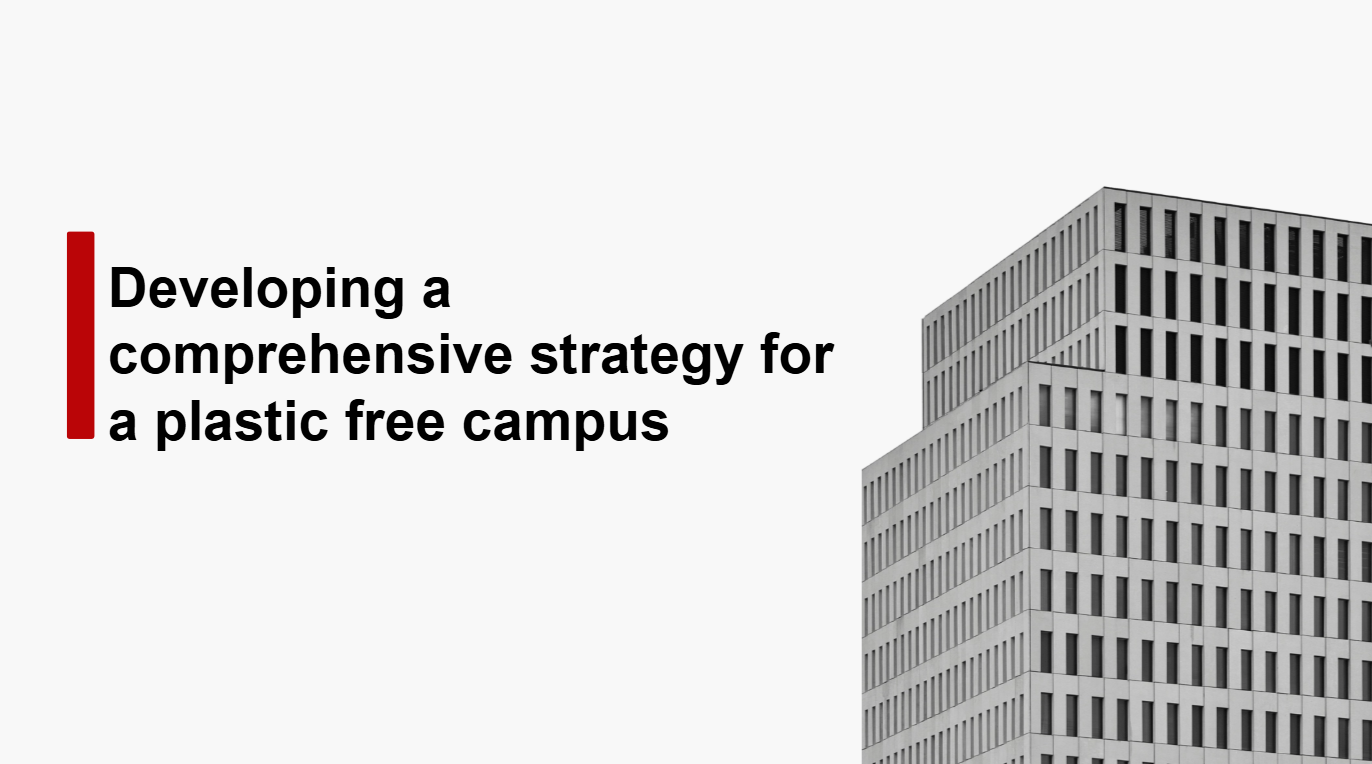 Developing a
comprehensive strategy for
a plastic free campus